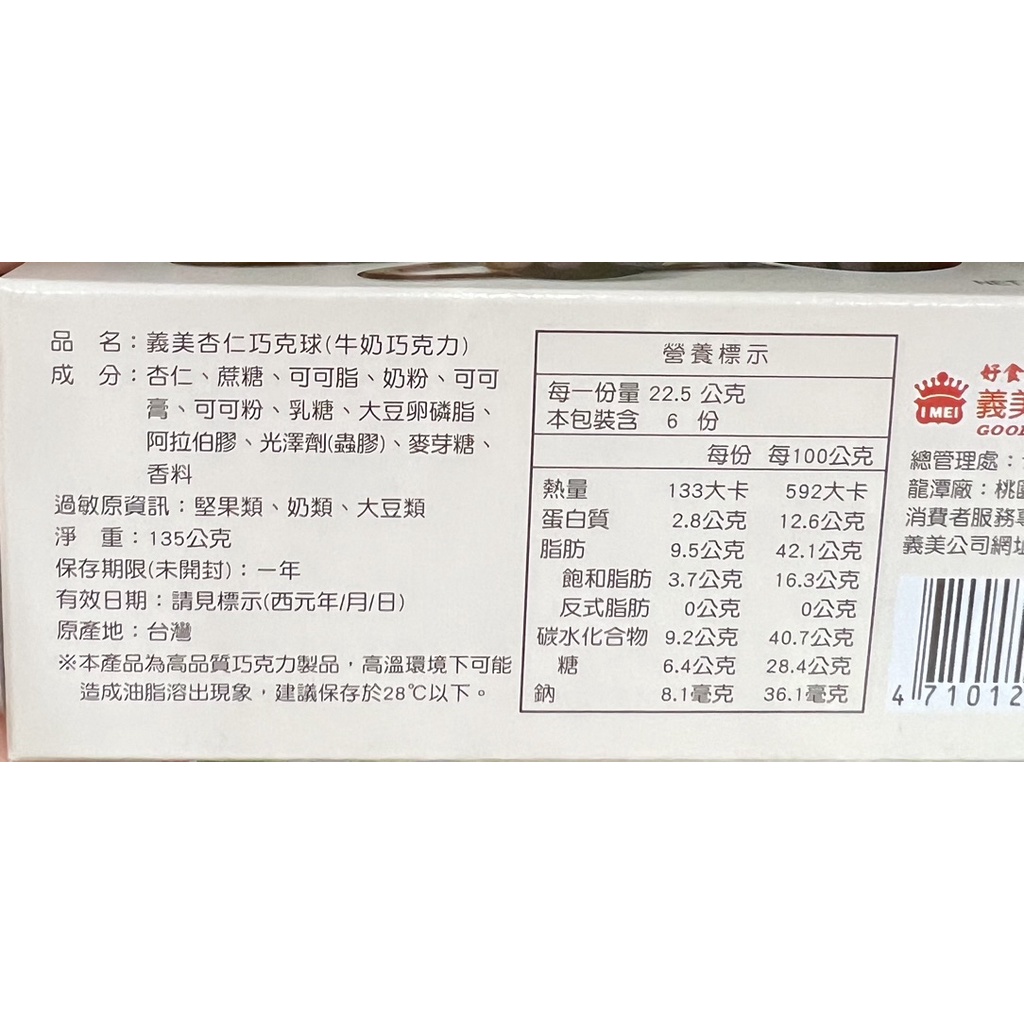 NET
品　名：義美杏仁巧克球(牛奶巧克力)
成　分：杏仁、蔗糖、可可脂、奶粉、可可
膏、可可粉、乳糖、大豆卵磷脂、
阿拉伯膠、光澤劑(蟲膠)、麥芽糖、
香料
過敏原資訊：堅果類、奶類、大豆類
淨　重：135公克
保存期限(未開封)：一年
有效日期：請見標示(西元年/月/日)
原產地：台灣
※本產品為高品質巧克力製品，高溫環境下可能
造成油脂溶出現象，建議保存於28℃以下。
營養標示
每一份量 22.5 公克
本包裝含 6 份
每份 每100公克
熱量 133大卡 592大卡
蛋白質 2.8公克 12.6公克
脂肪 9.5公克 42.1公克
飽和脂肪 3.7公克 16.3公克
反式脂肪 0公克 0公克
碳水化合物 9.2公克 40.7公克
糖 6.4公克 28.4公克
鈉 8.1毫克 36.1毫克
好食
I MEI 義美
GOO
總管理處：
龍潭廠：桃
消費者服務
義美公司網
4 71012